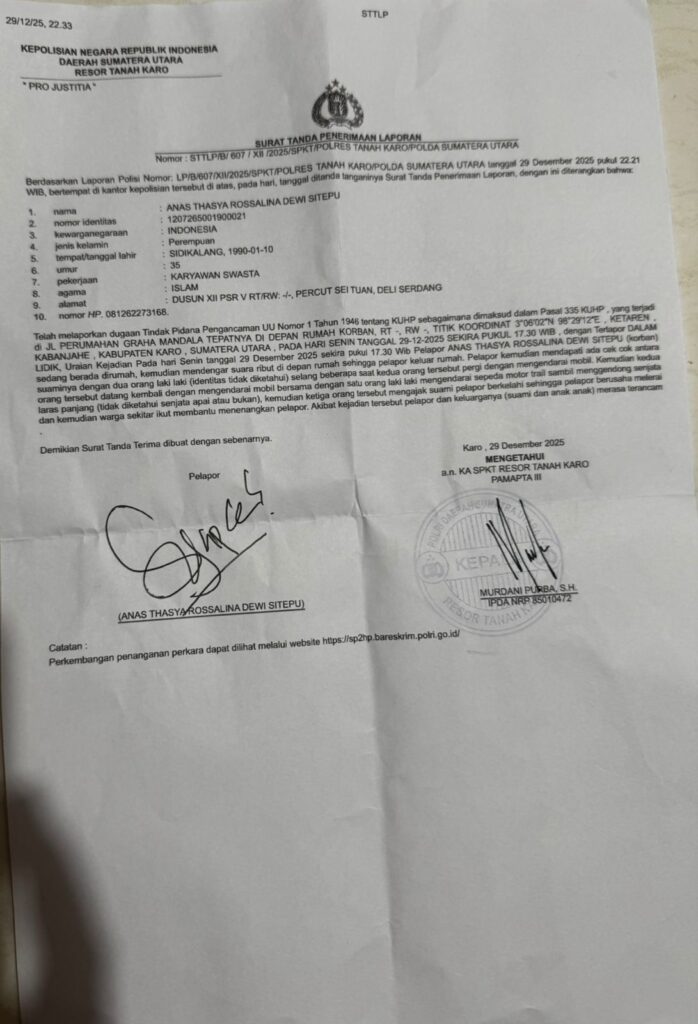 29/12/25, 22.33
STTLP
KEPOLISIAN NEGARA REPUBLIK INDONESIA
DAERAH SUMATERA UTARA
RESOR TANAH KARO
" PRO JUSTITIA "
SURAT TANDA PENERIMAAN LAPORAN
Nomor : STTLP/B/ 607 / XII /2025/SPKT/POLRES TANAH KARO/POLDA SUMATERA UTARA
Berdasarkan Laporan Polisi Nomor: LP/B/607/XII/2025/SPKT/POLRES TANAH KARO/POLDA SUMATERA UTARA tanggal 29 Desember 2025 pukul 22.21
WIB, bertempat di kantor kepolisian tersebut di atas, pada hari, tanggal ditanda tanganinya Surat Tanda Penerimaan Laporan, dengan ini diterangkan bahwa:
1. nama : ANAS THASYA ROSSALINA DEWI SITEPU
2. nomor identitas : 1207265001900021
3. kewarganegaraan : INDONESIA
4. jenis kelamin : Perempuan
5. tempat/tanggal lahir : SIDIKALANG, 1990-01-10
6. umur : 35
7. pekerjaan : KARYAWAN SWASTA
8. agama : ISLAM
9. alamat : DUSUN XII PSR V RT/RW: -/-, PERCUT SEI TUAN, DELI SERDANG
10. nomor HP. 081262273168.
Telah melaporkan dugaan Tindak Pidana Pengancaman UU Nomor 1 Tahun 1946 tentang KUHP sebagaimana dimaksud dalam Pasal 335 KUHP , yang terjadi
di JL PERUMAHAN GRAHA MANDALA TEPATNYA DI DEPAN RUMAH KORBAN, RT -, RW -, TITIK KOORDINAT 3°06'02"N 98°29'12"E , KETAREN ,
KABANJAHE , KABUPATEN KARO , SUMATERA UTARA , PADA HARI SENIN TANGGAL 29-12-2025 SEKIRA PUKUL 17.30 WIB , dengan Terlapor DALAM
LIDIK, Uraian Kejadian Pada hari Senin tanggal 29 Desember 2025 sekira pukul 17.30 Wib Pelapor ANAS THASYA ROSSALINA DEWI SITEPU (korban)
sedang berada dirumah, kemudian mendengar suara ribut di depan rumah sehingga pelapor keluar rumah. Pelapor kemudian mendapati ada cek cok antara
suaminya dengan dua orang laki laki (identitas tidak diketahui) selang beberapa saat kedua orang tersebut pergi dengan mengendarai mobil. Kemudian kedua
orang tersebut datang kembali dengan mengendarai mobil bersama dengan satu orang laki laki mengendarai sepeda motor trail sambil menggendong senjata
laras panjang (tidak diketahui senjata apai atau bukan), kemudian ketiga orang tersebut mengajak suami pelapor berkelahi sehingga pelapor berusaha melerai
dan kemudian warga sekitar ikut membantu menenangkan pelapor. Akibat kejadian tersebut pelapor dan keluarganya (suami dan anak anak) merasa terancam
.
Demikian Surat Tanda Terima dibuat dengan sebenarnya.
Karo , 29 Desember 2025
MENGETAHUI
a.n. KA SPKT RESOR TANAH KARO
PAMAPTA III
Pelapor
KEPA
RESOR TANAH K
(ANAS THASYA ROSSALINA DEWI SITEPU)
MURDANI PURBA, S.H.
IPDA NRP 85010472
Catatan :
Perkembangan penanganan perkara dapat dilihat melalui website https://sp2hp.bareskrim.polri.go.id/